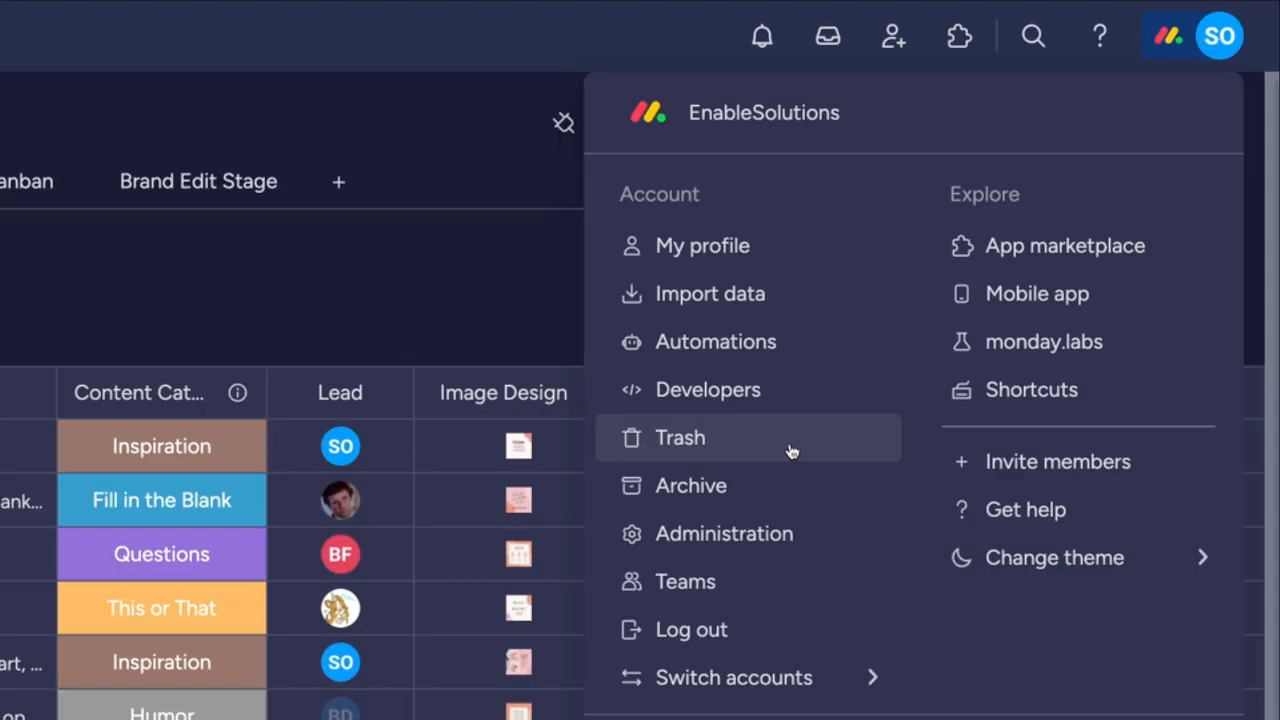 SO
EnableSolutions
anban
Brand Edit Stage
+
Account
My profile
Import data
Automations
Developers
Trash
Archive
Administration
Teams
Log out
Switch accounts
Explore
App marketplace
Mobile app
monday.labs
Shortcuts
Invite members
Get help
Change theme
Content Cat...
Lead
Image Design
Inspiration
SO
ank...
Fill in the Blank
Questions
BF
This or That
art, ...
Inspiration
SO
on
Humor
BD